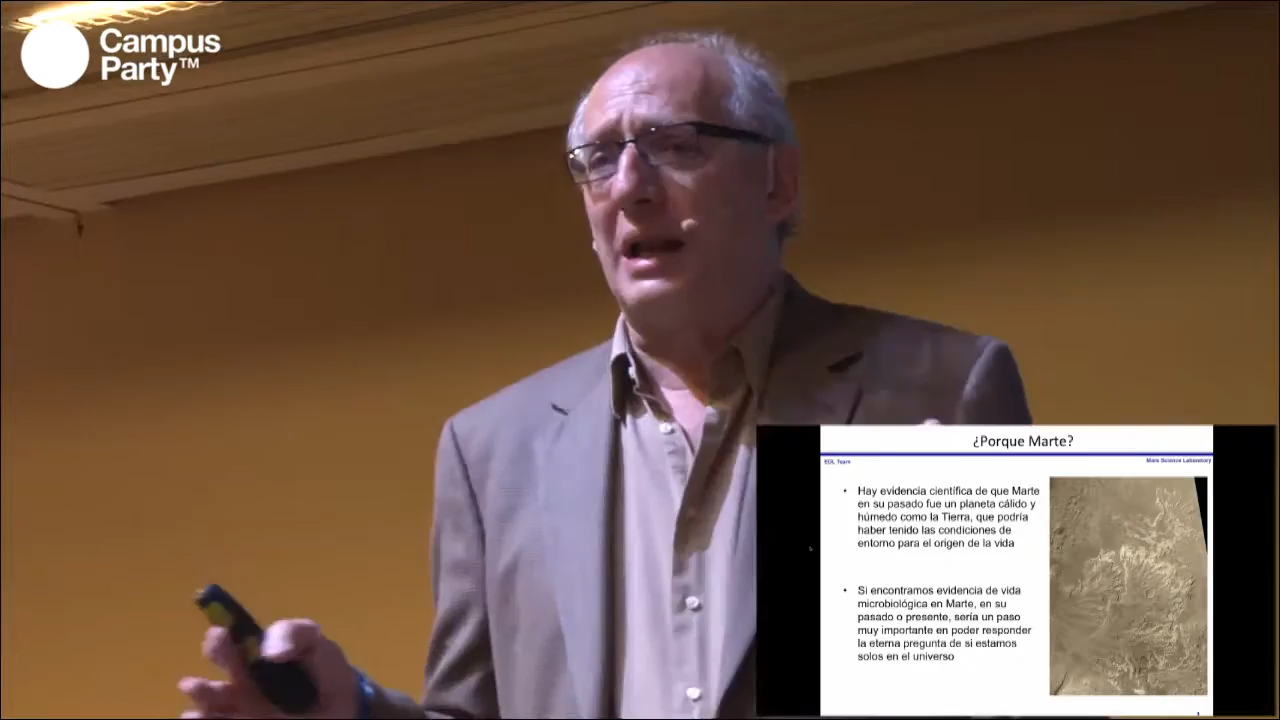 Campus
Party™
¿Porque Marte?
EDL Team
Mars Science Laboratory
• Hay evidencia científica de que Marte
en su pasado fue un planeta cálido y
húmedo como la Tierra, que podría
haber tenido las condiciones de
entorno para el origen de la vida
• Si encontramos evidencia de vida
microbiológica en Marte, en su
pasado o presente, sería un paso
muy importante en poder responder
la eterna pregunta de si estamos
solos en el universo